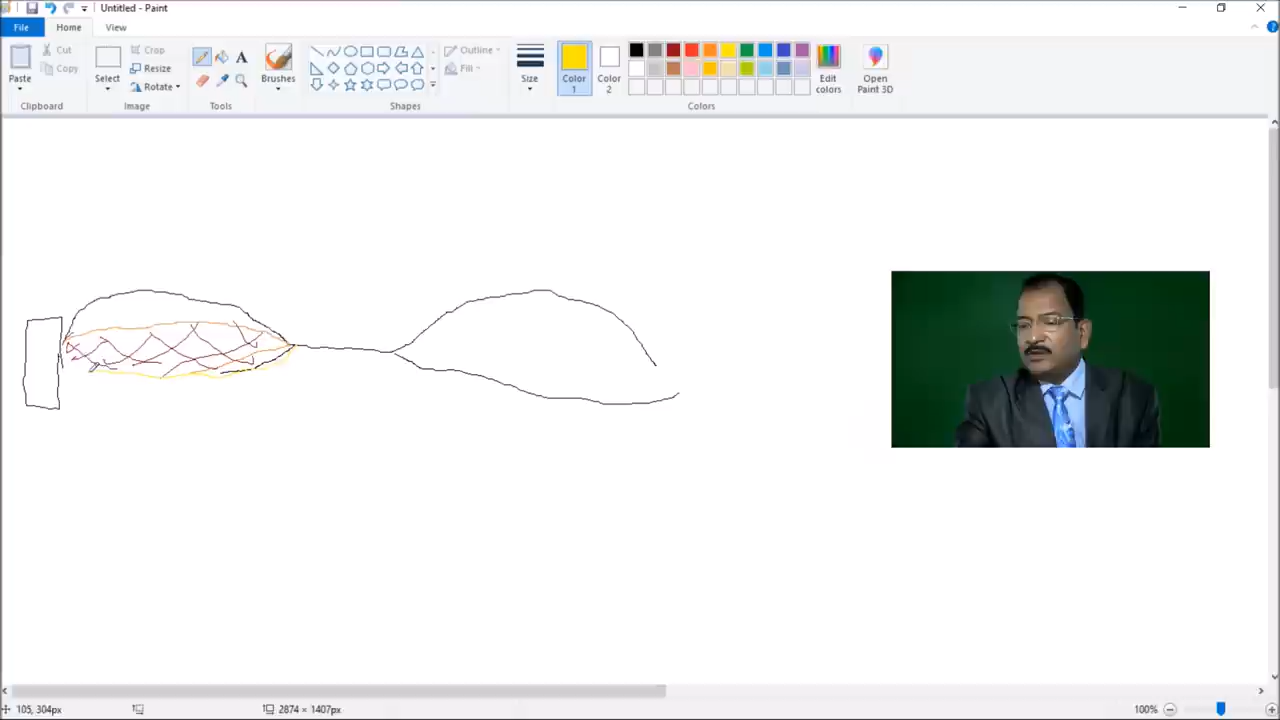 Untitled - Paint
File Home View
Paste
Cut
Copy
Clipboard
Select
Crop
Resize
Rotate
Image
A
Tools
Brushes
Shapes
Outline
Fill
Size
Color
1
Color
2
Edit
colors
Colors
Open
Paint 3D
105, 304px
2874 × 1407px
100%